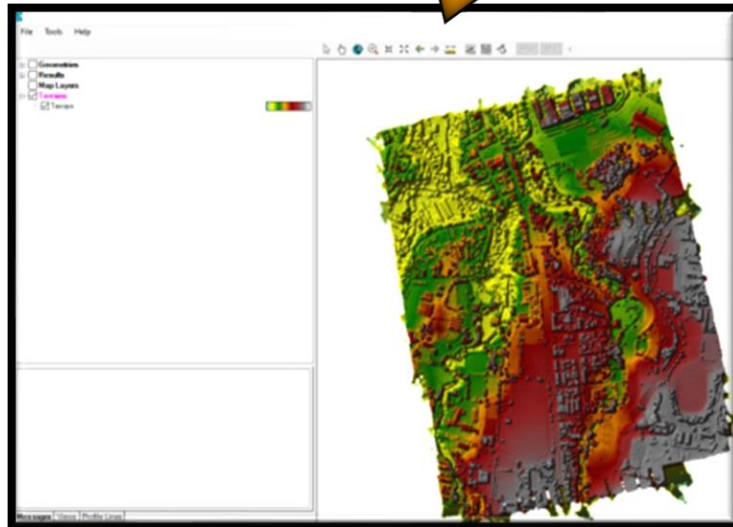 File Tools Help
Geometries
Results
Map Layers
Terrains
Terrain
Messages Views Profile Lines